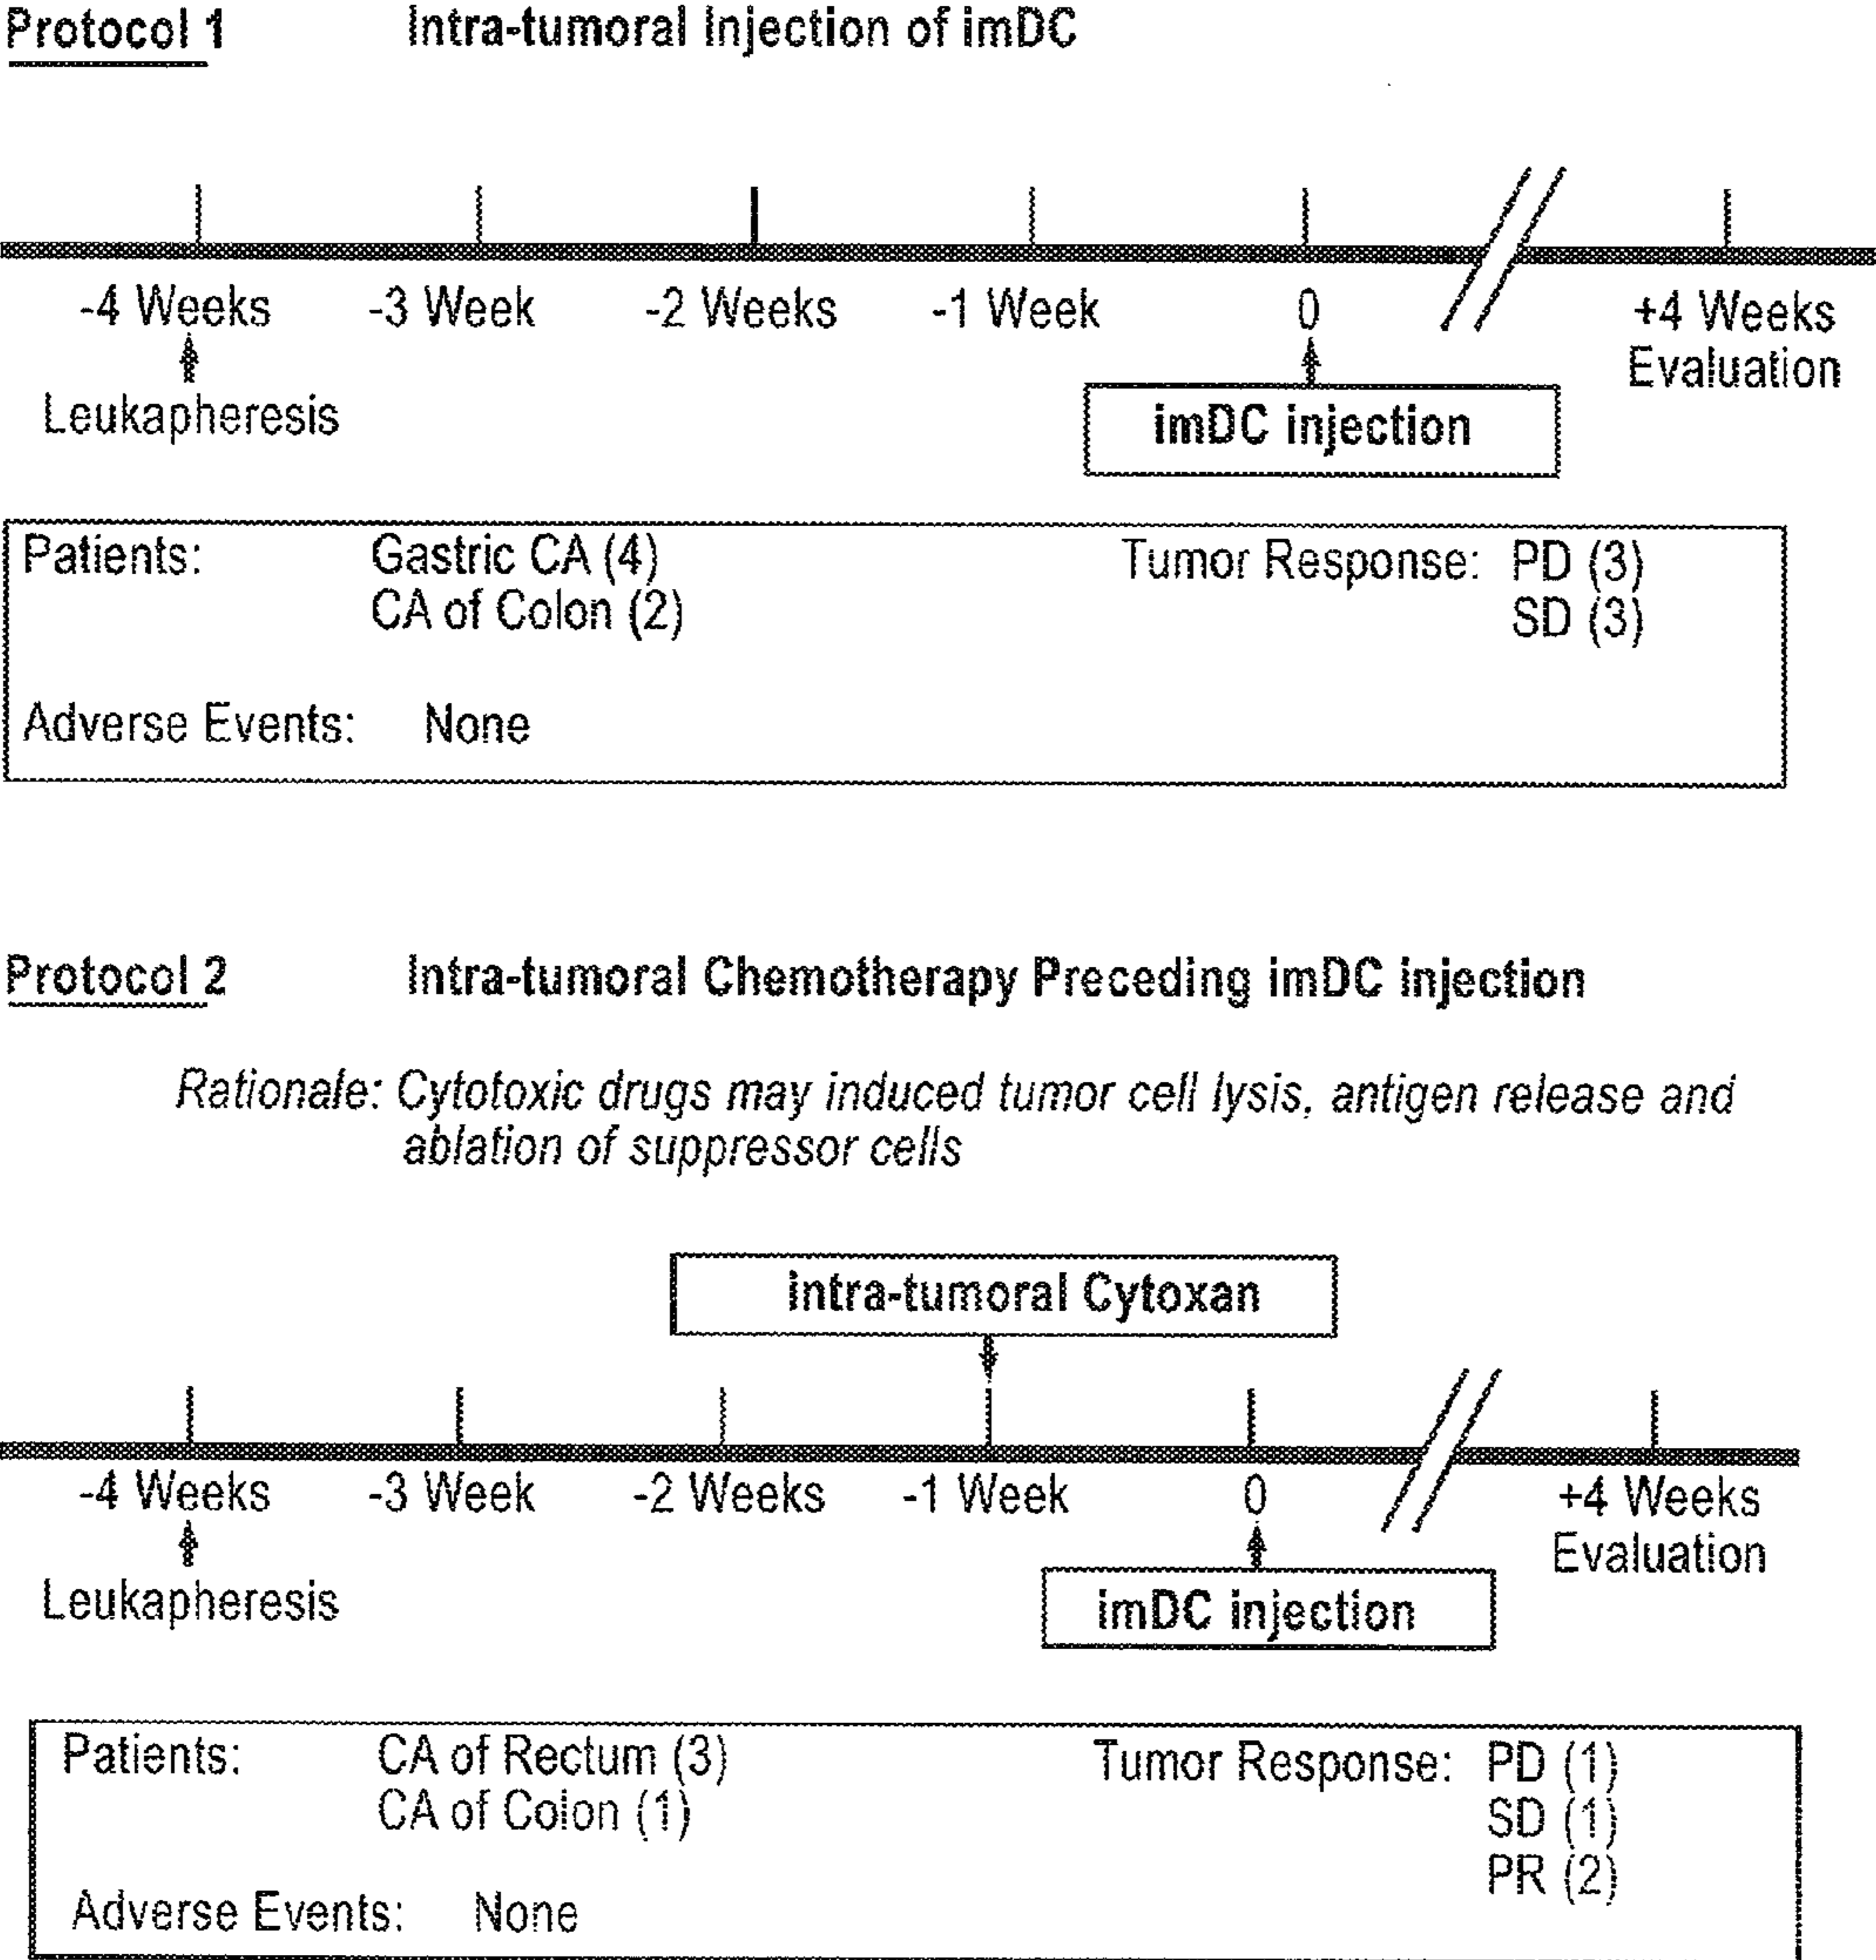 Protocol 1 Intra-tumoral Injection of imDC
-4 Weeks -3 Week -2 Weeks -1 Week 0 +4 Weeks
Evaluation
Leukapheresis
imDC injection
Patients: Gastric CA (4) Tumor Response: PD (3)
CA of Colon (2) SD (3)
Adverse Events: None
Protocol 2 Intra-tumoral Chemotherapy Preceding imDC injection
Rationale: Cytotoxic drugs may induced tumor cell lysis, antigen release and
ablation of suppressor cells
intra-tumoral Cytoxan
-4 Weeks -3 Week -2 Weeks -1 Week 0 +4 Weeks
Evaluation
Leukapheresis
imDC injection
Patients: CA of Rectum (3) Tumor Response: PD (1)
CA of Colon (1) SD (1)
PR (2)
Adverse Events: None